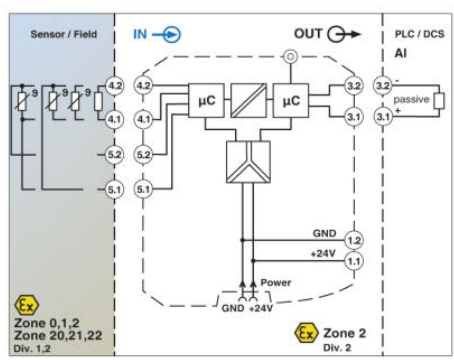 Sensor / Field
IN
OUT
PLC / DCS
AI
ϑ
ϑ
ϑ
4.2
4.2
µC
µC
3.2
3.2
-
passive
+
4.1
4.1
3.1
3.1
5.2
5.2
5.1
5.1
GND
1.2
+24V
1.1
Power
GND +24V
Ex
Zone 0,1,2
Zone 20,21,22
Div. 1,2
Ex
Zone 2
Div. 2